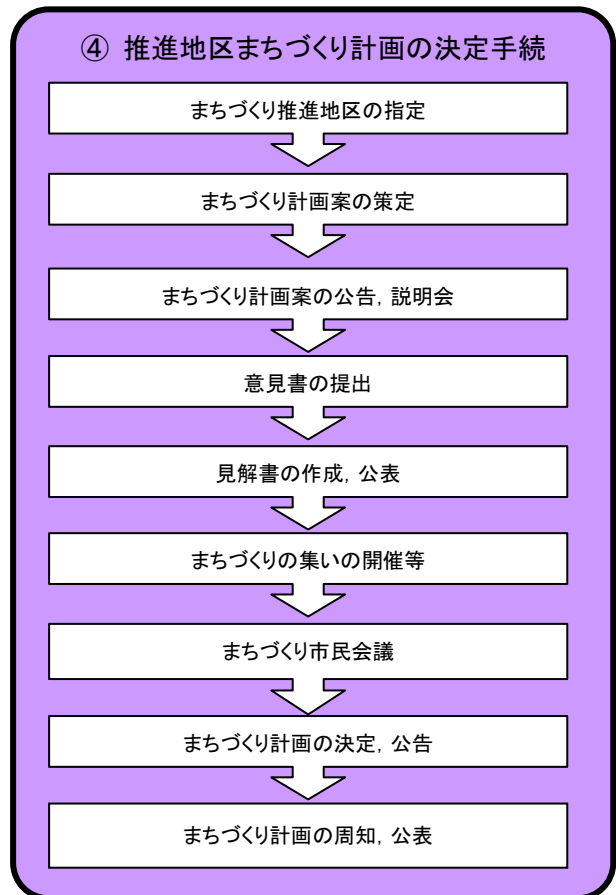 ④ 推進地区まちづくり計画の決定手続
まちづくり推進地区の指定
まちづくり計画案の策定
まちづくり計画案の公告, 説明会
意見書の提出
見解書の作成, 公表
まちづくりの集いの開催等
まちづくり市民会議
まちづくり計画の決定, 公告
まちづくり計画の周知, 公表